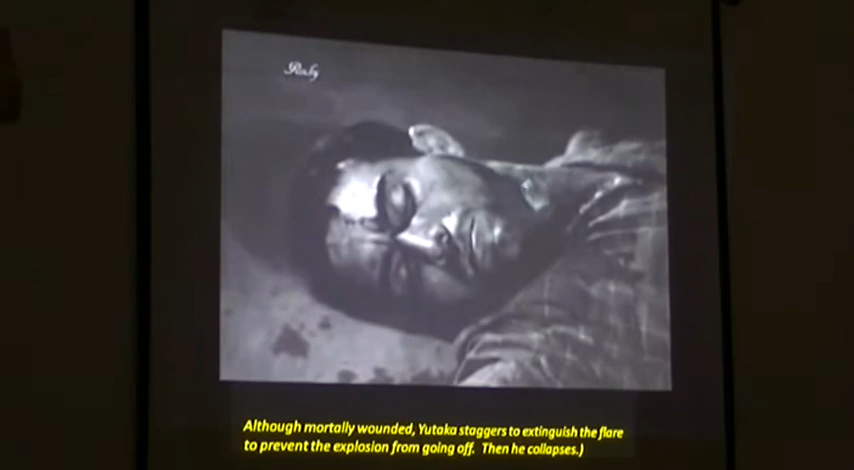 Ruby
Although mortally wounded, Yutaka staggers to extinguish the flare
to prevent the explosion from going off. Then he collapses.)